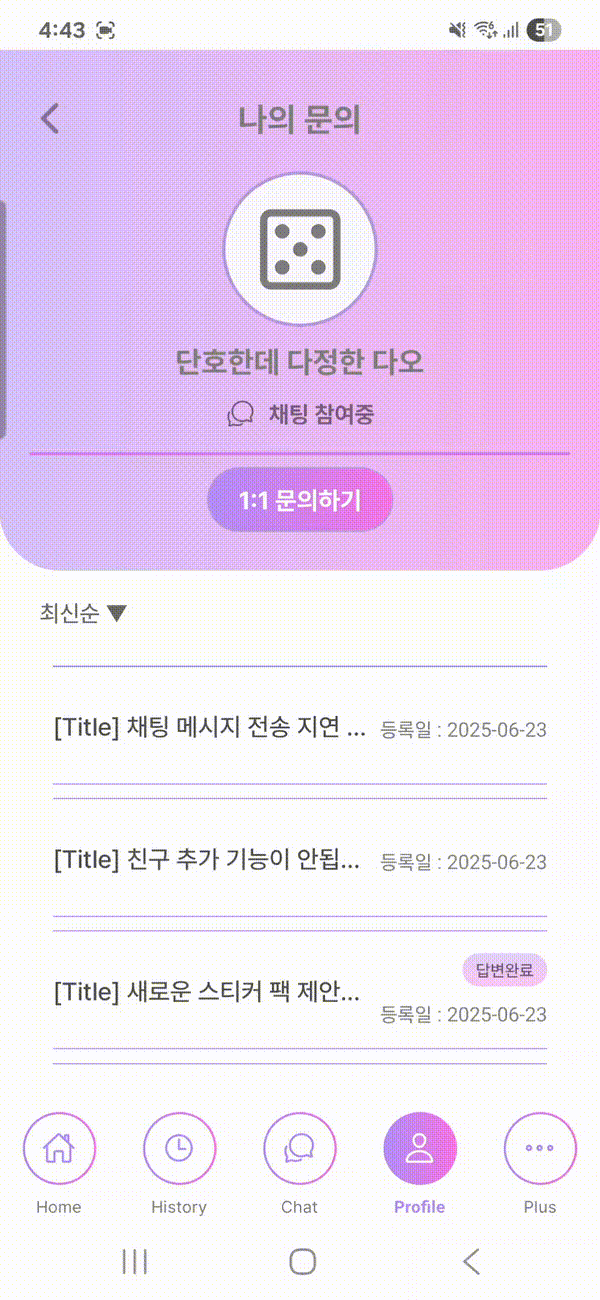 4:43 51
나의 문의
단호한데 다정한 다오
채팅 참여중
1:1 문의하기
최신순 ▼
[Title] 채팅 메시지 전송 지연 ... 등록일 : 2025-06-23
[Title] 친구 추가 기능이 안됩... 등록일 : 2025-06-23
답변완료
[Title] 새로운 스티커 팩 제안... 등록일 : 2025-06-23
Home History Chat Profile Plus